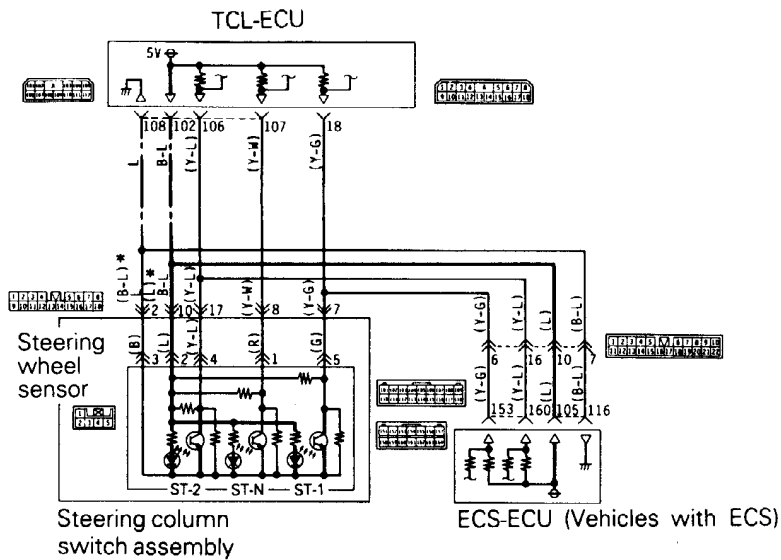 TCL-ECU
5V
108 102 106 107 18
L B-L (Y-L) (Y-W) (Y-G)
(B-L)* (L)* B-L (Y-L) (Y-W) (Y-G)
2 10 17 8 7
(Y-G) (Y-L) (L) (B-L)
6 16 10 7
Steering
wheel
sensor
(B) (L) (Y-L) (R) (G)
3 2 4 1 5
(Y-G) (Y-L) (L) (B-L)
153 160 105 116
ST-2 ST-N ST-1
Steering column
switch assembly
ECS-ECU (Vehicles with ECS)